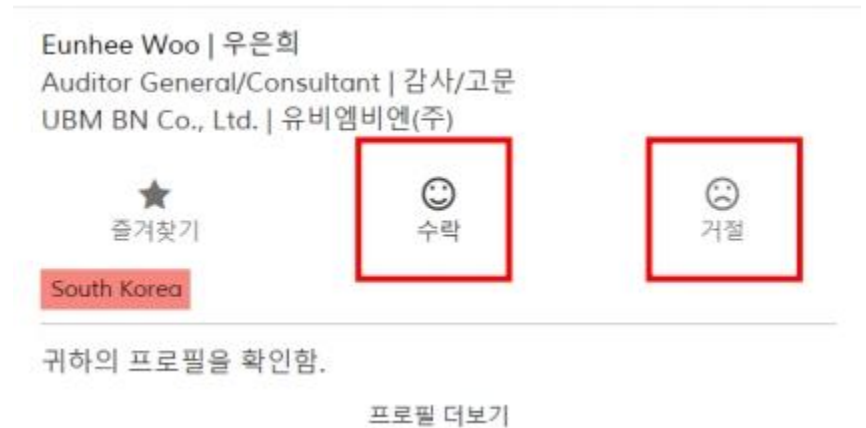 Eunhee Woo | 우은희
Auditor General/Consultant | 감사/고문
UBM BN Co., Ltd. | 유비엠비엔(주)
즐겨찾기 수락 거절
South Korea
귀하의 프로필을 확인함.
프로필 더보기